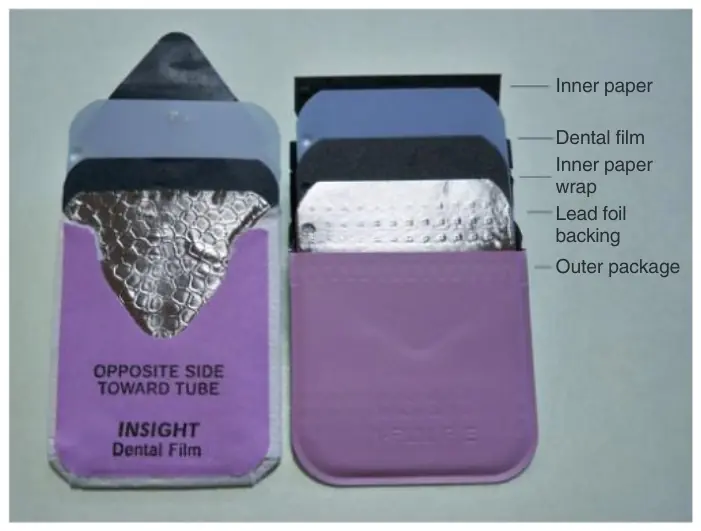 Inner paper
Dental film
Inner paper
wrap
Lead foil
backing
Outer package
OPPOSITE SIDE
TOWARD TUBE
INSIGHT
Dental Film